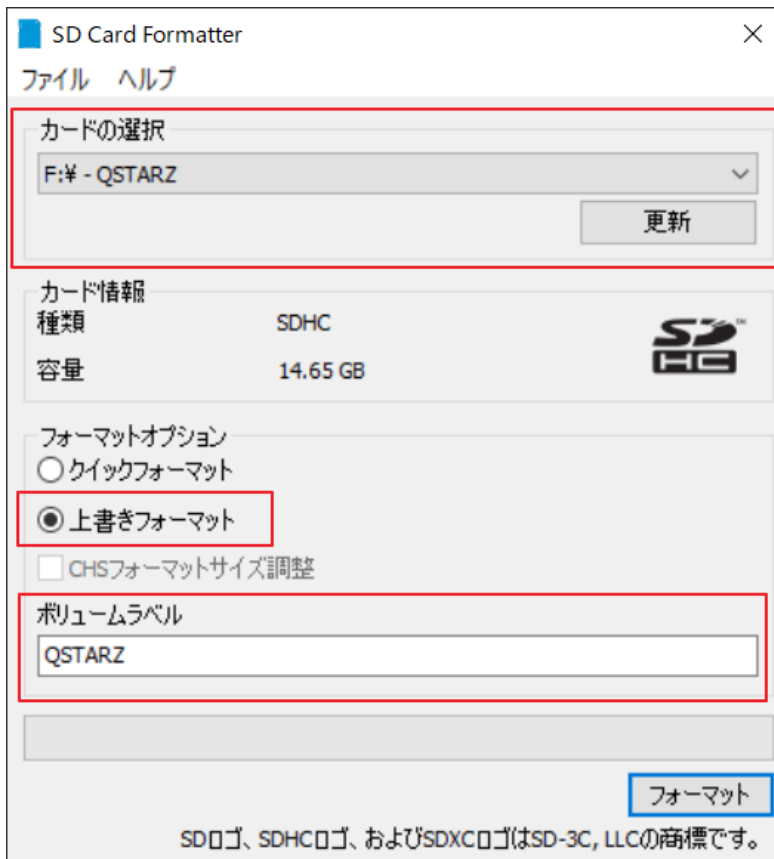 SD Card Formatter
ファイル ヘルプ
カードの選択
F:¥ - QSTARZ
更新
カード情報
種類 SDHC
容量 14.65 GB
SD HC ™
フォーマットオプション
クイックフォーマット
上書きフォーマット
CHSフォーマットサイズ調整
ボリュームラベル
QSTARZ
フォーマット
SDロゴ、SDHCロゴ、およびSDXCロゴはSD-3C, LLCの商標です。